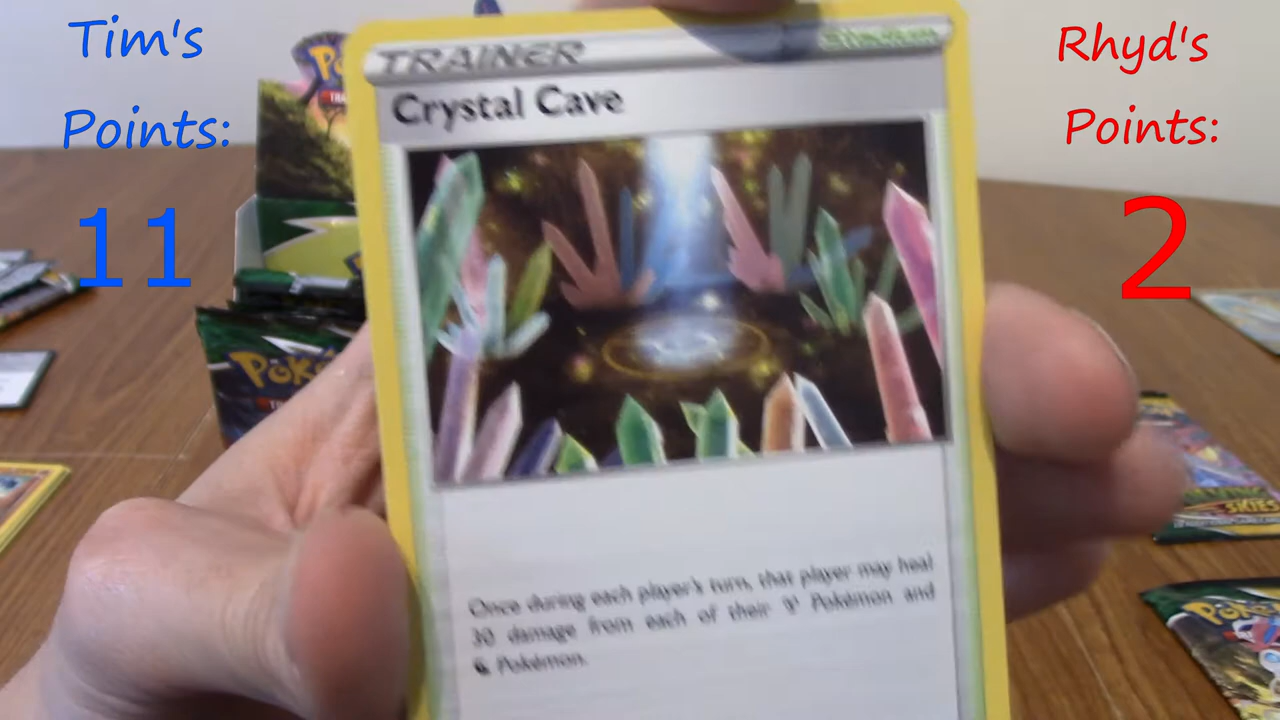 Tim's
Points:
11
Rhyd's
Points:
2
TRAINER
Crystal Cave
Once during each player's turn, that player may heal
30 damage from each of their Pokémon and
Pokémon.
SKIES